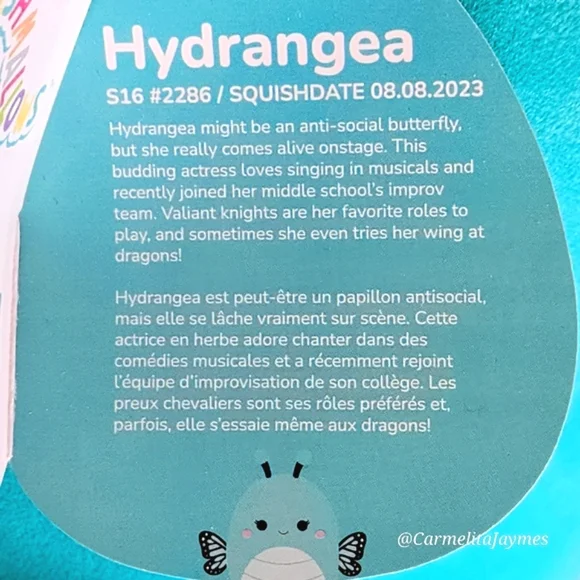 Hydrangea
S16 #2286 / SQUISHDATE 08.08.2023
Hydrangea might be an anti-social butterfly,
but she really comes alive onstage. This
budding actress loves singing in musicals and
recently joined her middle school's improv
team. Valiant knights are her favorite roles to
play, and sometimes she even tries her wing at
dragons!
Hydrangea est peut-être un papillon antisocial,
mais elle se lâche vraiment sur scène. Cette
actrice en herbe adore chanter dans des
comédies musicales et a récemment rejoint
l'équipe d'improvisation de son collège. Les
preux chevaliers sont ses rôles préférés et,
parfois, elle s'essaie même aux dragons!
@CarmelitaJaymes